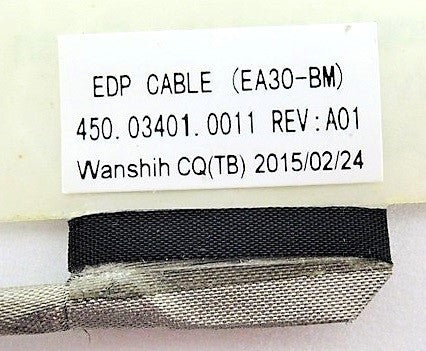 EDP CABLE (EA30-BM)
450.03401.0011 REV:A01
Wanshih CQ(TB) 2015/02/24